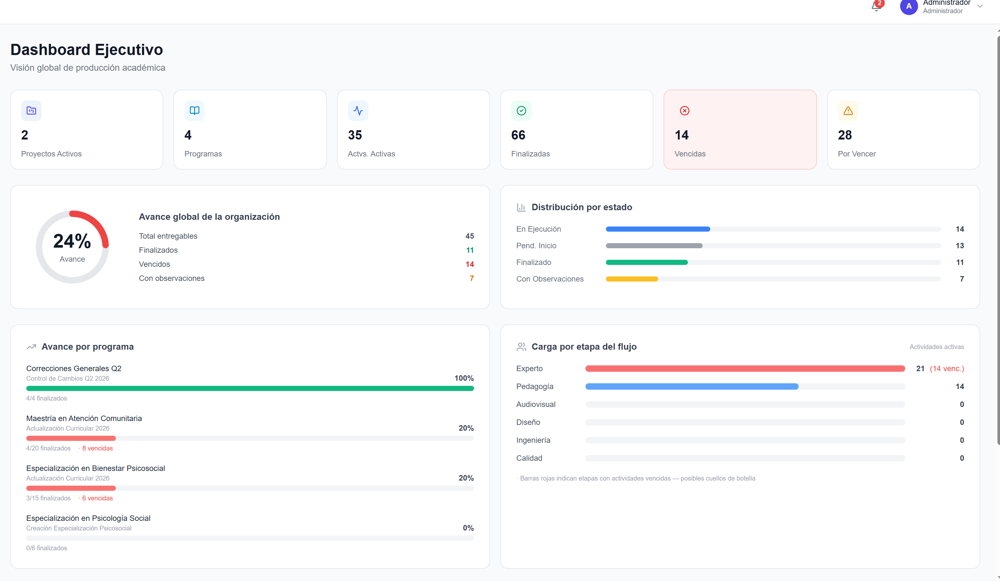 2
A
Administrador
Administrador
Dashboard Ejecutivo
Visión global de producción académica
2
Proyectos Activos
4
Programas
35
Actvs. Activas
66
Finalizadas
14
Vencidas
28
Por Vencer
24%
Avance
Avance global de la organización
Total entregables 45
Finalizados 11
Vencidos 14
Con observaciones 7
Distribución por estado
En Ejecución 14
Pend. Inicio 13
Finalizado 11
Con Observaciones 7
Avance por programa
Correcciones Generales Q2
Control de Cambios Q2 2026 100%
4/4 finalizados
Maestría en Atención Comunitaria
Actualización Curricular 2026 20%
4/20 finalizados · 8 vencidas
Especialización en Bienestar Psicosocial
Actualización Curricular 2026 20%
3/15 finalizados · 6 vencidas
Especialización en Psicología Social
Creación Especialización Psicosocial 0%
0/6 finalizados
Carga por etapa del flujo Actividades activas
Experto 21 (14 venc.)
Pedagogía 14
Audiovisual 0
Diseño 0
Ingeniería 0
Calidad 0
· Barras rojas indican etapas con actividades vencidas — posibles cuellos de botella